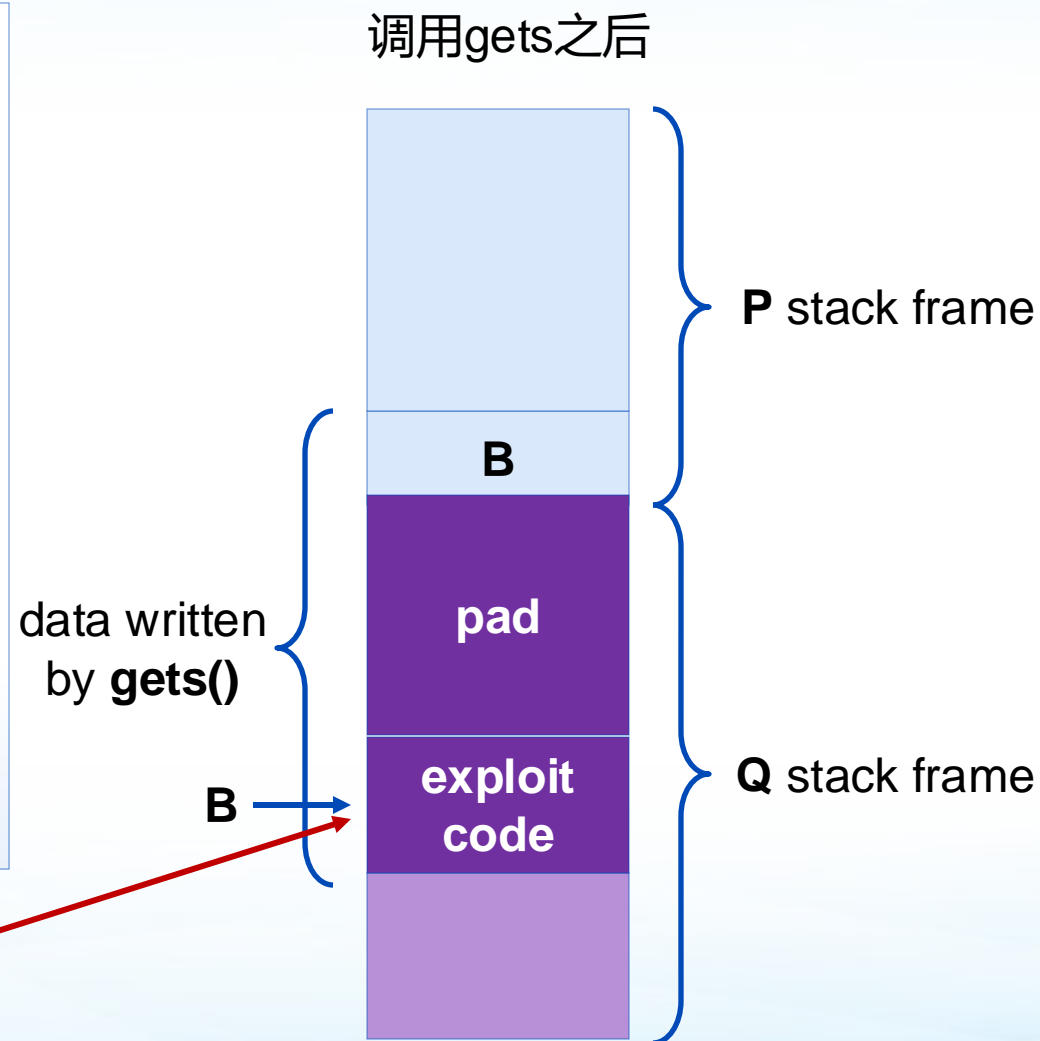 调用gets之后
P stack frame
B
pad
data written
by gets()
exploit
code
B
Q stack frame